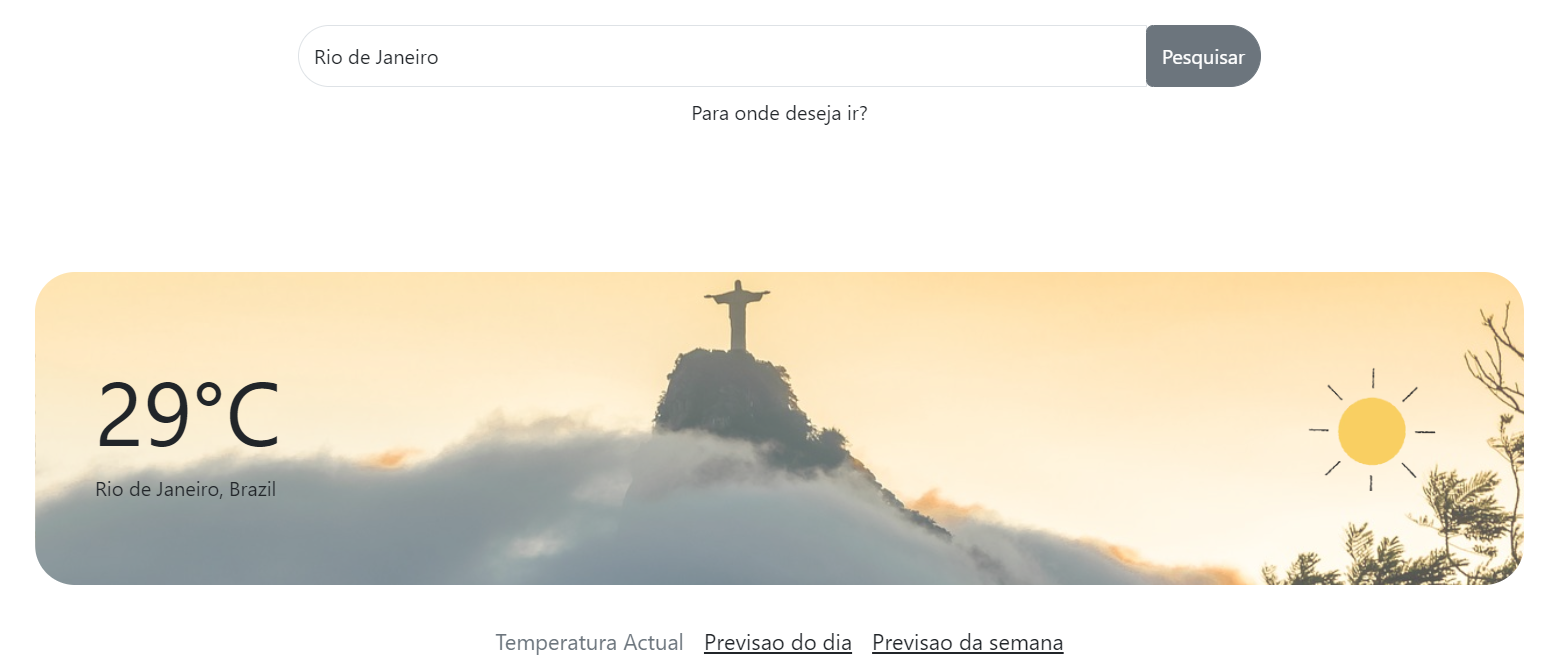 Rio de Janeiro
Pesquisar
Para onde deseja ir?
29°C
Rio de Janeiro, Brazil
Temperatura Actual Previsao do dia Previsao da semana